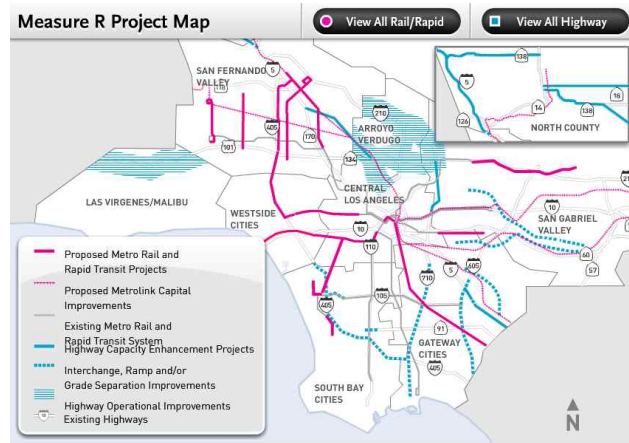 Measure R Project Map
View All Rail/Rapid
View All Highway
SAN FERNANDO
VALLEY
5
118
405
170
101
134
210
ARROYO
VERDUGO
138
5
126
14
16
138
NORTH COUNTY
LAS VIRGENES/MALIBU
CENTRAL
LOS ANGELES
WESTSIDE
CITIES
10
110
10
SAN GABRIEL
VALLEY
60
57
210
710
5
605
405
105
91
GATEWAY
CITIES
405
SOUTH BAY
CITIES
Proposed Metro Rail and
Rapid Transit Projects
Proposed Metrolink Capital
Improvements
Existing Metro Rail and
Rapid Transit System
Highway Capacity Enhancement Projects
Interchange, Ramp and/or
Grade Separation Improvements
Highway Operational Improvements
Existing Highways
N